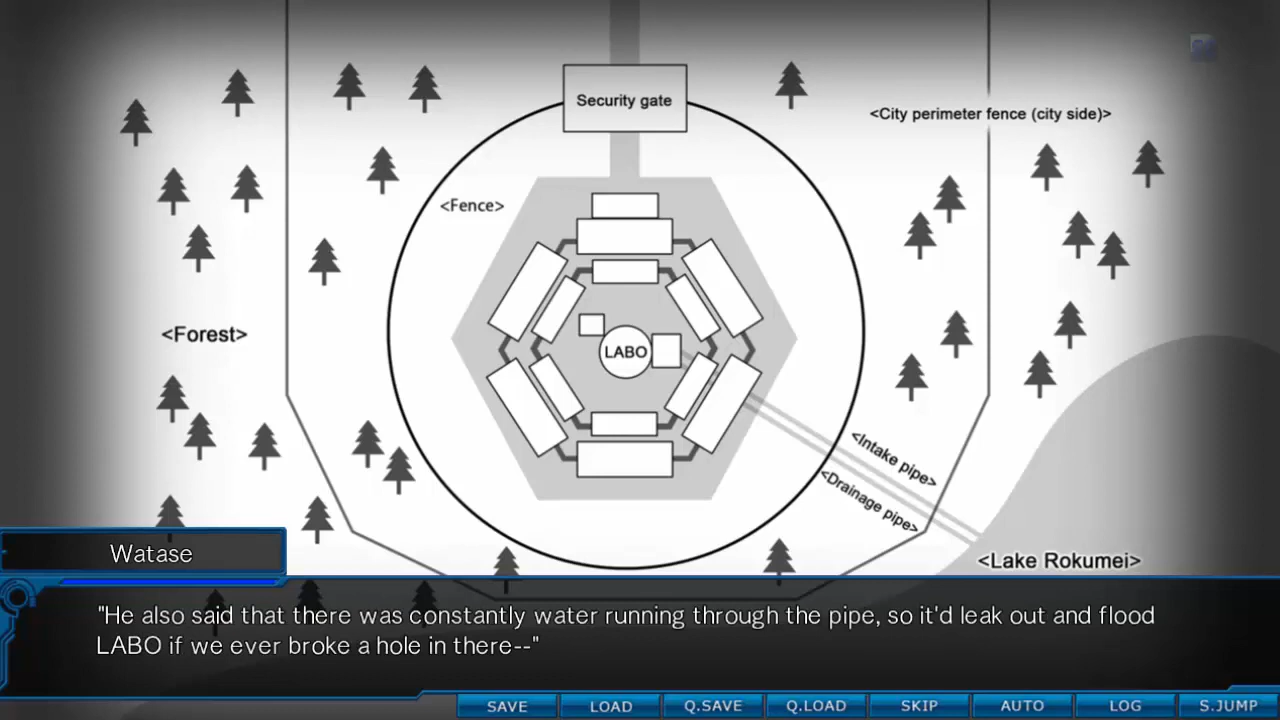 Security gate
<City perimeter fence (city side)>
<Fence>
<Forest>
LABO
<Intake pipe>
<Drainage pipe>
<Lake Rokumei>
Watase
"He also said that there was constantly water running through the pipe, so it'd leak out and flood
LABO if we ever broke a hole in there--"
SAVE
LOAD
Q.SAVE
Q.LOAD
SKIP
AUTO
LOG
S.JUMP